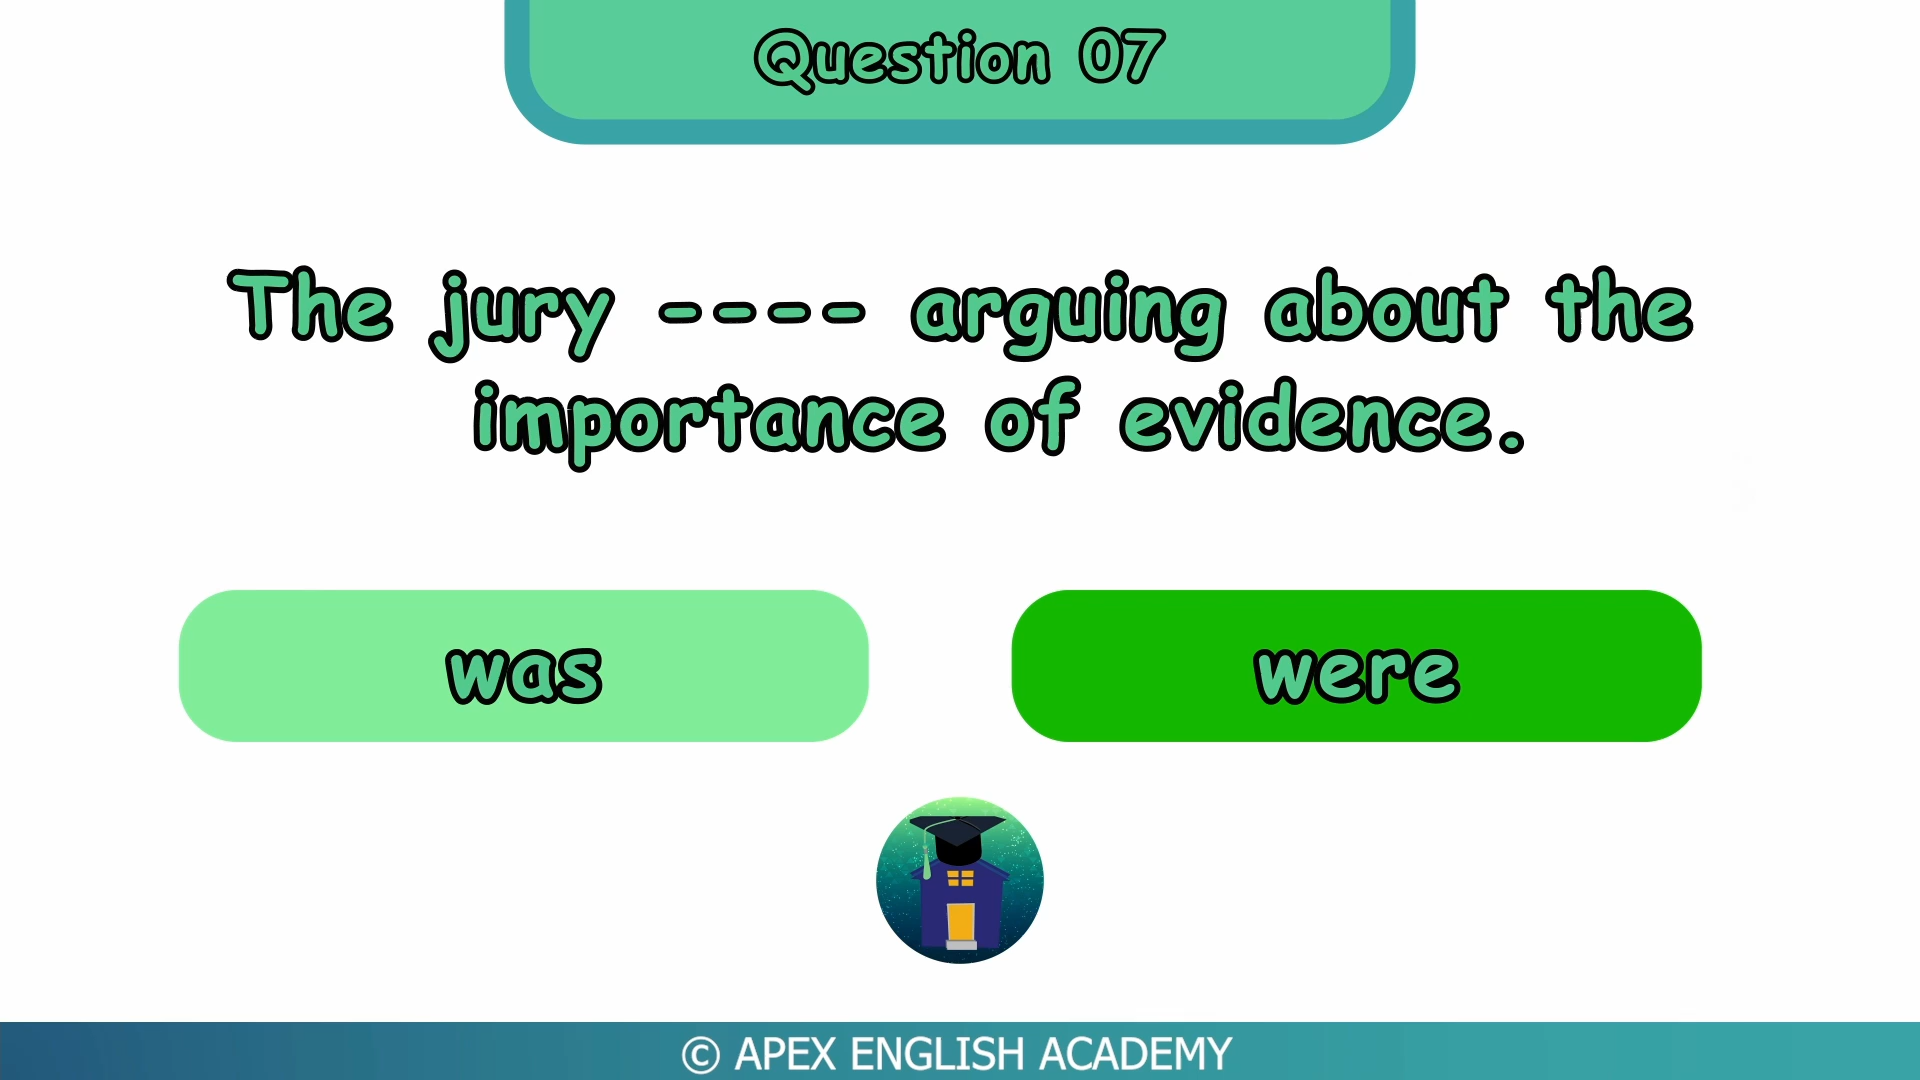 Question 07
The jury ---- arguing about the
importance of evidence.
was
were
© APEX ENGLISH ACADEMY